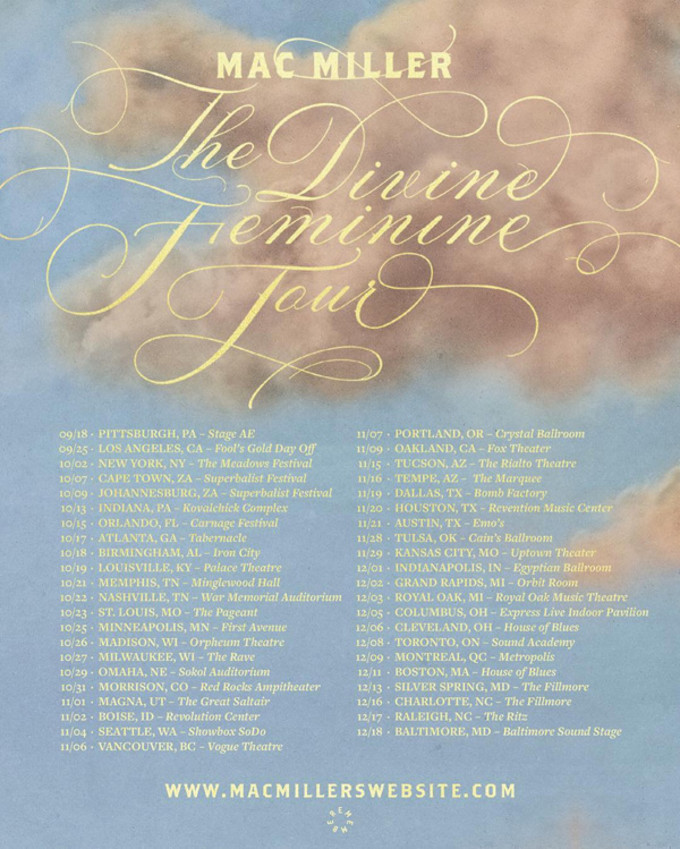 MAC MILLER
The Divine
Feminine
Tour
09/18 · PITTSBURGH, PA – Stage AE
09/25 · LOS ANGELES, CA – Fool's Gold Day Off
10/02 · NEW YORK, NY – The Meadows Festival
10/07 · CAPE TOWN, ZA – Superbalist Festival
10/09 · JOHANNESBURG, ZA – Superbalist Festival
10/13 · INDIANA, PA – Kovalchick Complex
10/15 · ORLANDO, FL – Carnage Festival
10/17 · ATLANTA, GA – Tabernacle
10/18 · BIRMINGHAM, AL – Iron City
10/19 · LOUISVILLE, KY – Palace Theatre
10/21 · MEMPHIS, TN – Minglewood Hall
10/22 · NASHVILLE, TN – War Memorial Auditorium
10/23 · ST. LOUIS, MO – The Pageant
10/25 · MINNEAPOLIS, MN – First Avenue
10/26 · MADISON, WI – Orpheum Theatre
10/27 · MILWAUKEE, WI – The Rave
10/29 · OMAHA, NE – Sokol Auditorium
10/31 · MORRISON, CO – Red Rocks Ampitheater
11/01 · MAGNA, UT – The Great Saltair
11/02 · BOISE, ID – Revolution Center
11/04 · SEATTLE, WA – Showbox SoDo
11/06 · VANCOUVER, BC – Vogue Theatre
11/07 · PORTLAND, OR – Crystal Ballroom
11/09 · OAKLAND, CA – Fox Theater
11/15 · TUCSON, AZ – The Rialto Theatre
11/16 · TEMPE, AZ – The Marquee
11/19 · DALLAS, TX – Bomb Factory
11/20 · HOUSTON, TX – Revention Music Center
11/21 · AUSTIN, TX – Emo's
11/28 · TULSA, OK – Cain's Ballroom
11/29 · KANSAS CITY, MO – Uptown Theater
12/01 · INDIANAPOLIS, IN – Egyptian Ballroom
12/02 · GRAND RAPIDS, MI – Orbit Room
12/03 · ROYAL OAK, MI – Royal Oak Music Theatre
12/05 · COLUMBUS, OH – Express Live Indoor Pavilion
12/06 · CLEVELAND, OH – House of Blues
12/08 · TORONTO, ON – Sound Academy
12/09 · MONTREAL, QC – Metropolis
12/11 · BOSTON, MA – House of Blues
12/13 · SILVER SPRING, MD – The Fillmore
12/16 · CHARLOTTE, NC – The Fillmore
12/17 · RALEIGH, NC – The Ritz
12/18 · BALTIMORE, MD – Baltimore Sound Stage
WWW.MACMILLERSWEBSITE.COM